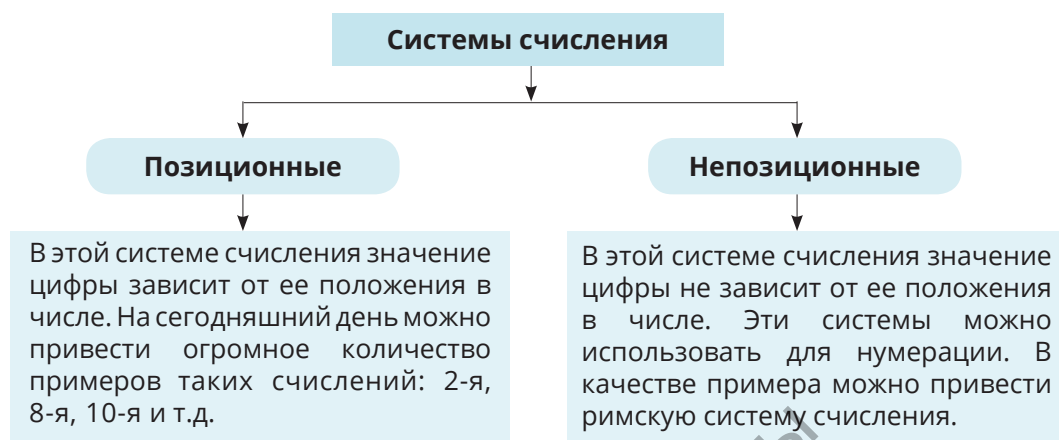 Системы счисления
Позиционные
Непозиционные
В этой системе счисления значение
цифры зависит от ее положения в
числе. На сегодняшний день можно
привести огромное количество
примеров таких счислений: 2-я,
8-я, 10-я и т.д.
В этой системе счисления значение
цифры не зависит от ее положения
в числе. Эти системы можно
использовать для нумерации. В
качестве примера можно привести
римскую систему счисления.